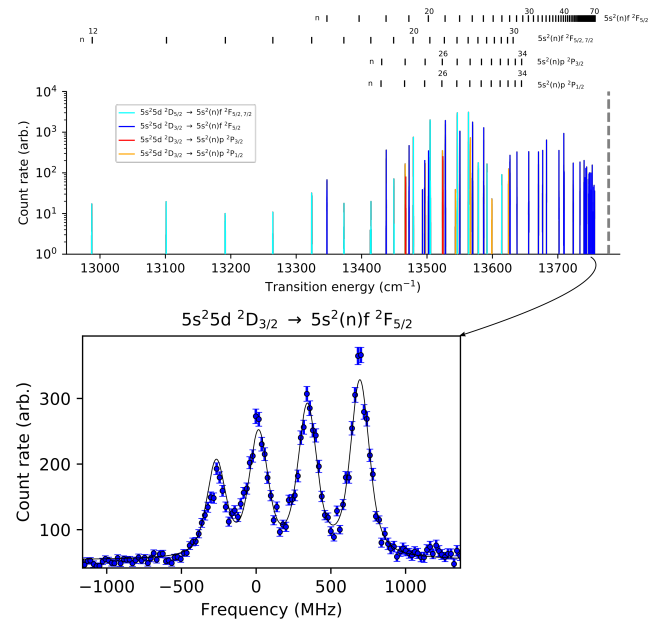 n 20 30 40 70 5s²(n)f ²F₅/₂
n 12 20 30 5s²(n)f ²F₅/₂,₇/₂
n 26 34 5s²(n)p ²P₃/₂
n 26 34 5s²(n)p ²P₁/₂
10⁴
10³
10²
10¹
10⁰
Count rate (arb.)
5s²5d ²D₅/₂ → 5s²(n)f ²F₅/₂,₇/₂
5s²5d ²D₃/₂ → 5s²(n)f ²F₅/₂
5s²5d ²D₃/₂ → 5s²(n)p ²P₃/₂
5s²5d ²D₃/₂ → 5s²(n)p ²P₁/₂
13000 13100 13200 13300 13400 13500 13600 13700
Transition energy (cm⁻¹)
5s²5d ²D₃/₂ → 5s²(n)f ²F₅/₂
300
200
100
Count rate (arb.)
−1000 −500 0 500 1000
Frequency (MHz)